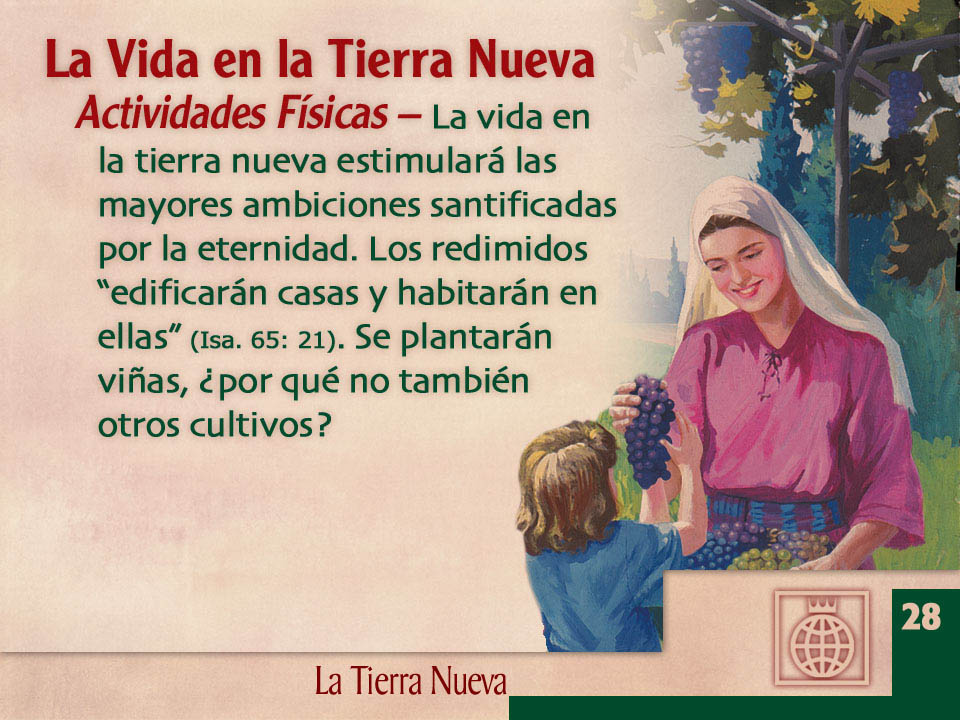 La Vida en la Tierra Nueva
Actividades Físicas – La vida en
la tierra nueva estimulará las
mayores ambiciones santificadas
por la eternidad. Los redimidos
“edificarán casas y habitarán en
ellas” (Isa. 65: 21). Se plantarán
viñas, ¿por qué no también
otros cultivos?
28
La Tierra Nueva